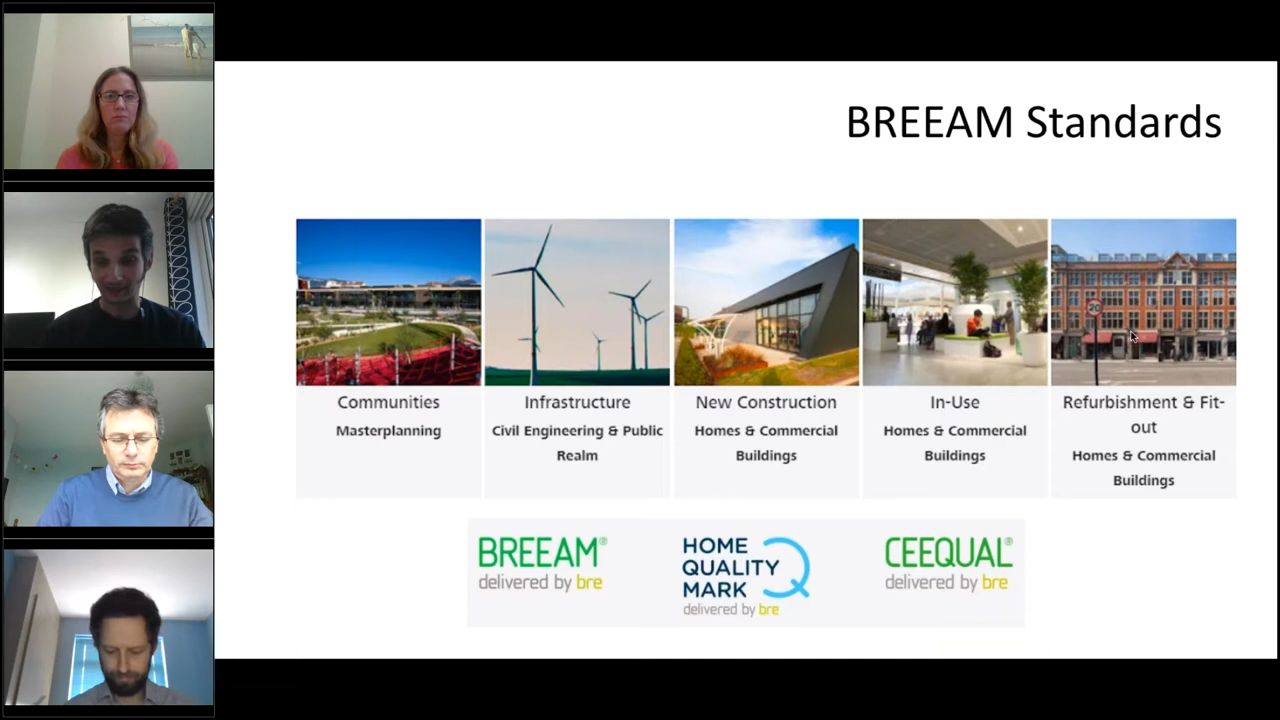 BREEAM Standards
Communities
Masterplanning
Infrastructure
Civil Engineering & Public
Realm
New Construction
Homes & Commercial
Buildings
In-Use
Homes & Commercial
Buildings
Refurbishment & Fit-
out
Homes & Commercial
Buildings
BREEAM®
delivered by bre
HOME
QUALITY
MARK
delivered by bre
CEEQUAL®
delivered by bre
20